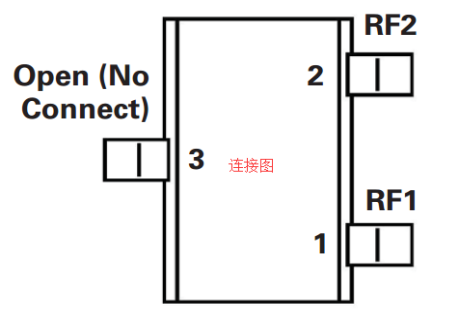 RF2
Open (No
Connect)
2
3
连接图
RF1
1